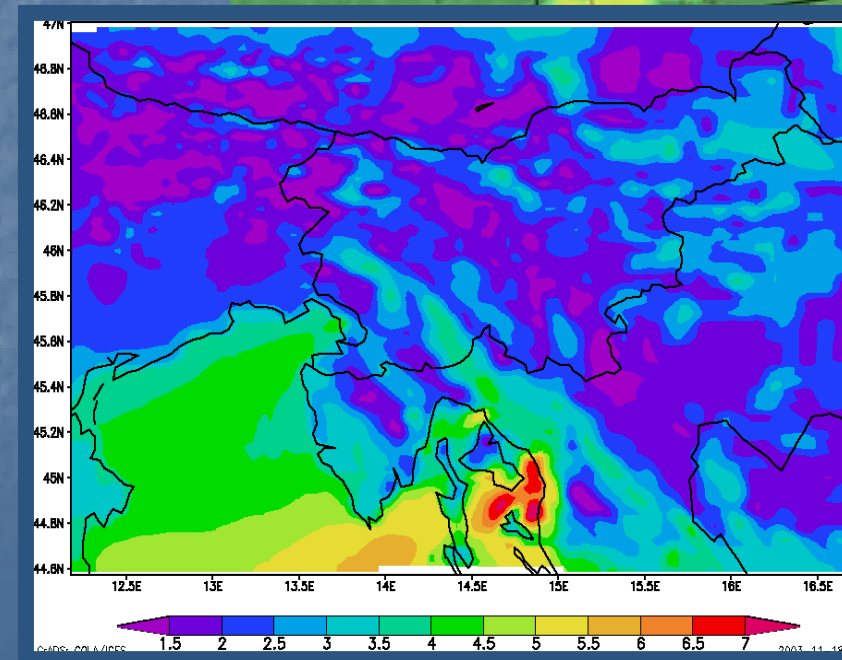 47N
46.8N
46.6N
46.4N
46.2N
46N
45.8N
45.6N
45.4N
45.2N
45N
44.8N
44.6N
12.5E 13E 13.5E 14E 14.5E 15E 15.5E 16E 16.5E
1.5 2 2.5 3 3.5 4 4.5 5 5.5 6 6.5 7
GrADS: COLA/IGES 2003-11-18